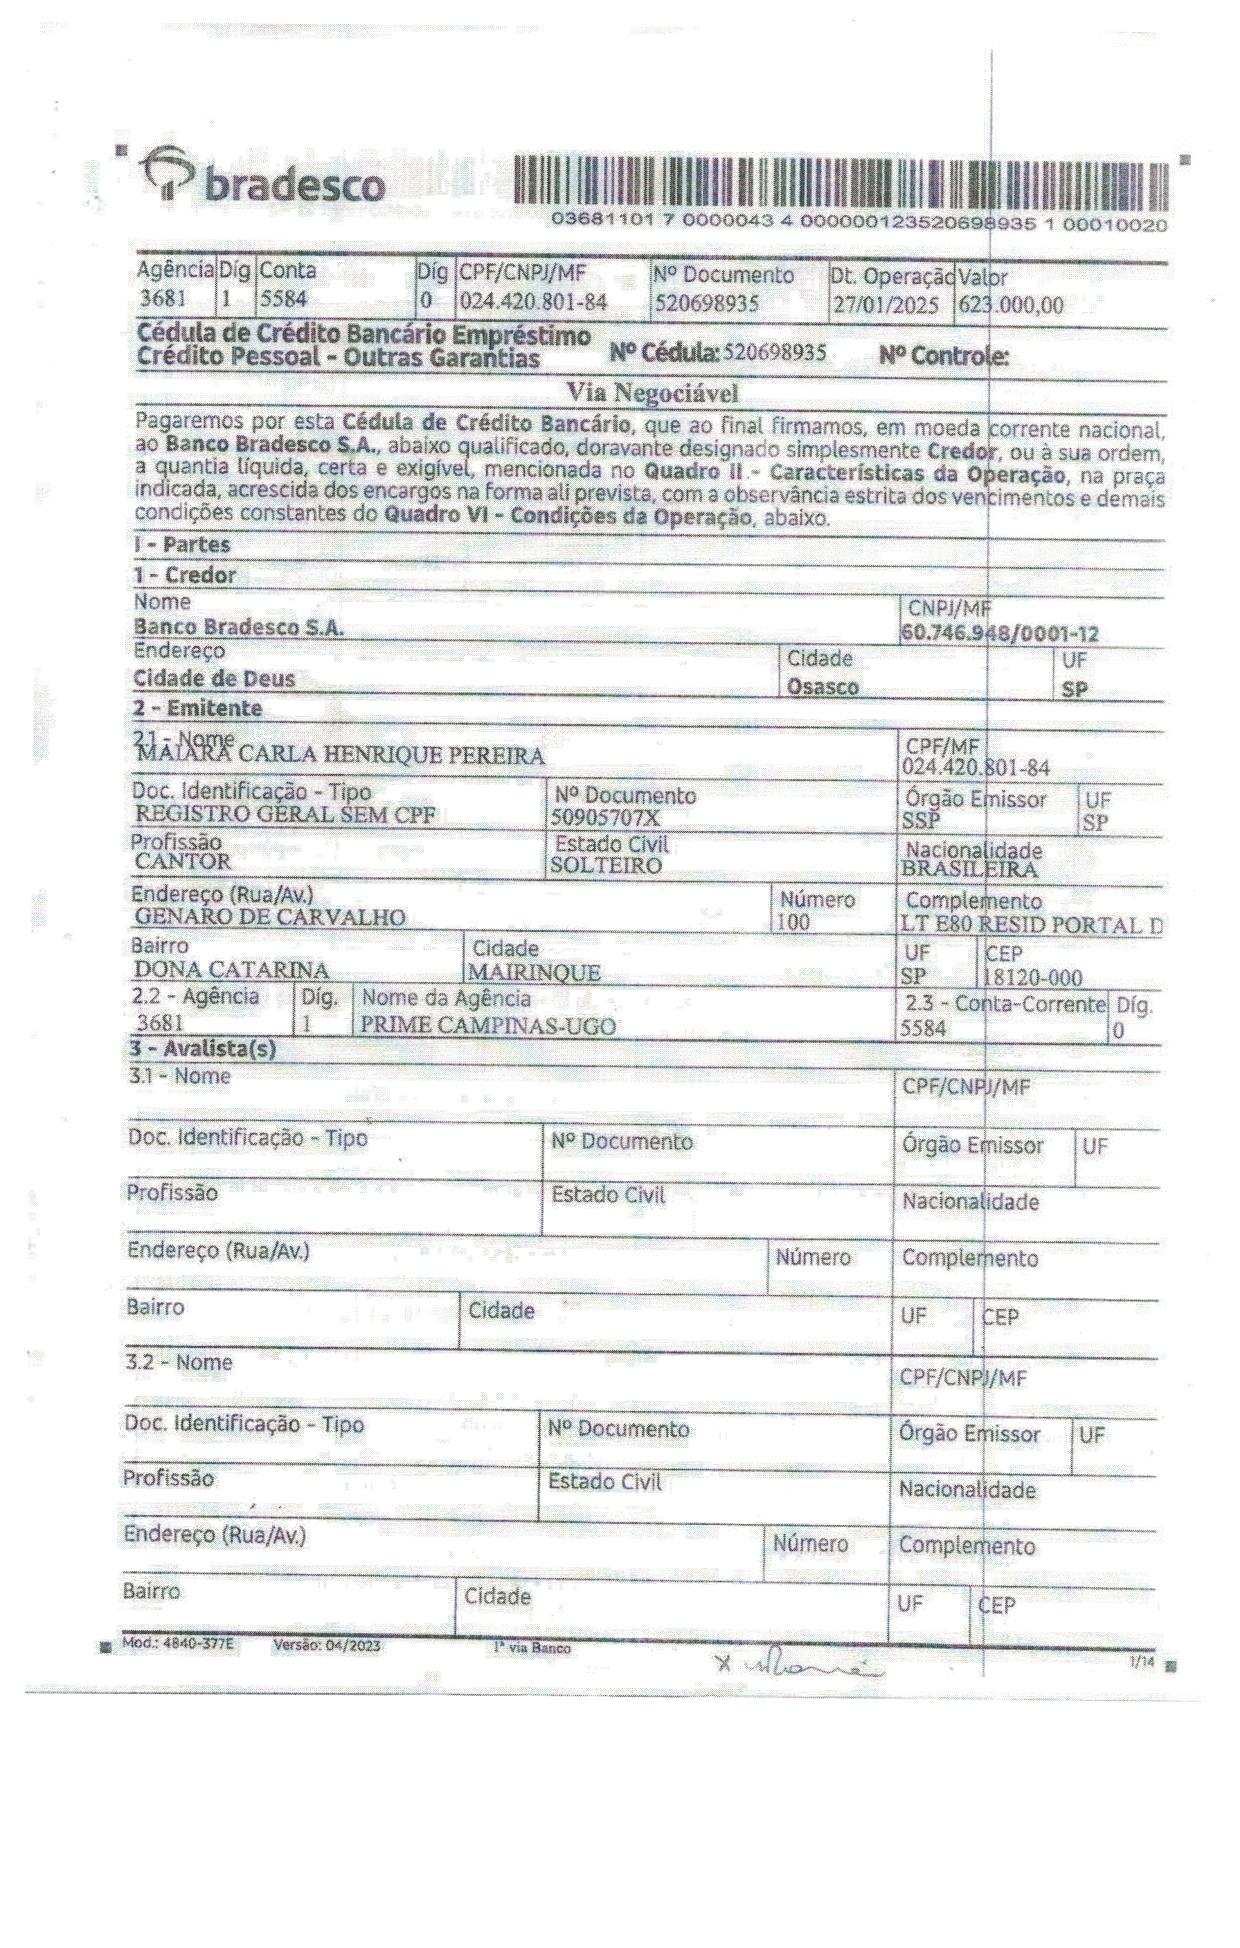 bradesco
03681101 7 0000043 4 000000123520698935 1 00010020
Agência Díg Conta Díg CPF/CNPJ/MF Nº Documento Dt. Operação Valor
3681 1 5584 0 024.420.801-84 520698935 27/01/2025 623.000,00
Cédula de Crédito Bancário Empréstimo
Crédito Pessoal - Outras Garantias Nº Cédula: 520698935 Nº Controle:
Via Negociável
Pagaremos por esta Cédula de Crédito Bancário, que ao final firmamos, em moeda corrente nacional,
ao Banco Bradesco S.A., abaixo qualificado, doravante designado simplesmente Credor, ou à sua ordem,
a quantia líquida, certa e exigível, mencionada no Quadro II - Características da Operação, na praça
indicada, acrescida dos encargos na forma ali prevista, com a observância estrita dos vencimentos e demais
condições constantes do Quadro VI - Condições da Operação, abaixo.
I - Partes
1 - Credor
Nome CNPJ/MF
Banco Bradesco S.A. 60.746.948/0001-12
Endereço Cidade UF
Cidade de Deus Osasco SP
2 - Emitente
2.1 - Nome CPF/MF
MAIARA CARLA HENRIQUE PEREIRA 024.420.801-84
Doc. Identificação - Tipo Nº Documento Órgão Emissor UF
REGISTRO GERAL SEM CPF 50905707X SSP SP
Profissão Estado Civil Nacionalidade
CANTOR SOLTEIRO BRASILEIRA
Endereço (Rua/Av.) Número Complemento
GENARO DE CARVALHO 100 LT E80 RESID PORTAL D
Bairro Cidade UF CEP
DONA CATARINA MAIRINQUE SP 18120-000
2.2 - Agência Díg. Nome da Agência 2.3 - Conta-Corrente Díg.
3681 1 PRIME CAMPINAS-UGO 5584 0
3 - Avalista(s)
3.1 - Nome CPF/CNPJ/MF
Doc. Identificação - Tipo Nº Documento Órgão Emissor UF
Profissão Estado Civil Nacionalidade
Endereço (Rua/Av.) Número Complemento
Bairro Cidade UF CEP
3.2 - Nome CPF/CNPJ/MF
Doc. Identificação - Tipo Nº Documento Órgão Emissor UF
Profissão Estado Civil Nacionalidade
Endereço (Rua/Av.) Número Complemento
Bairro Cidade UF CEP
Mod.: 4840-377E Versão: 04/2023 1ª via Banco X 1/14